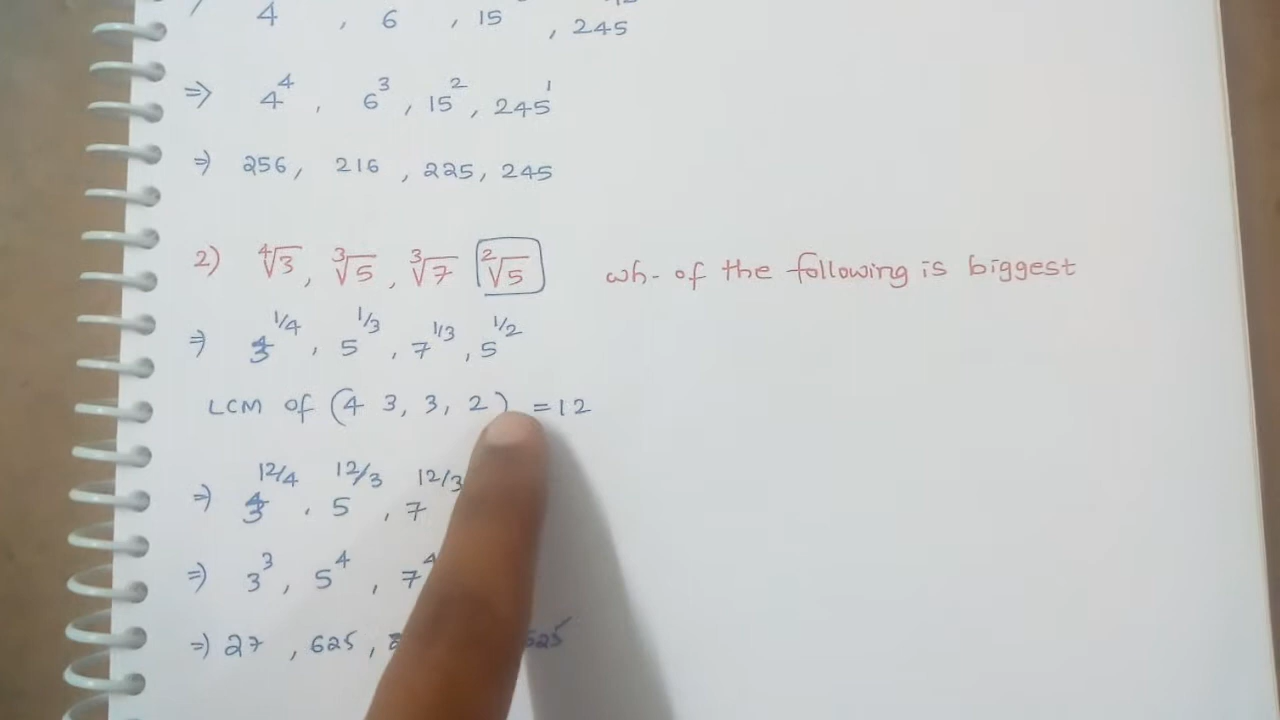 4 , 6 , 15 , 245
⇒ 4⁴ , 6³ , 15² , 245¹
⇒ 256 , 216 , 225 , 245
2) ⁴√3 , ³√5 , ³√7 ²√5 wh- of the following is biggest
⇒ 3^1/4 , 5^1/3 , 7^1/3 , 5^1/2
LCM of (4 3, 3, 2) =12
⇒ 3^12/4 , 5^12/3 , 7^12/3
⇒ 3³ , 5⁴ , 7⁴
⇒ 27 , 625 ,